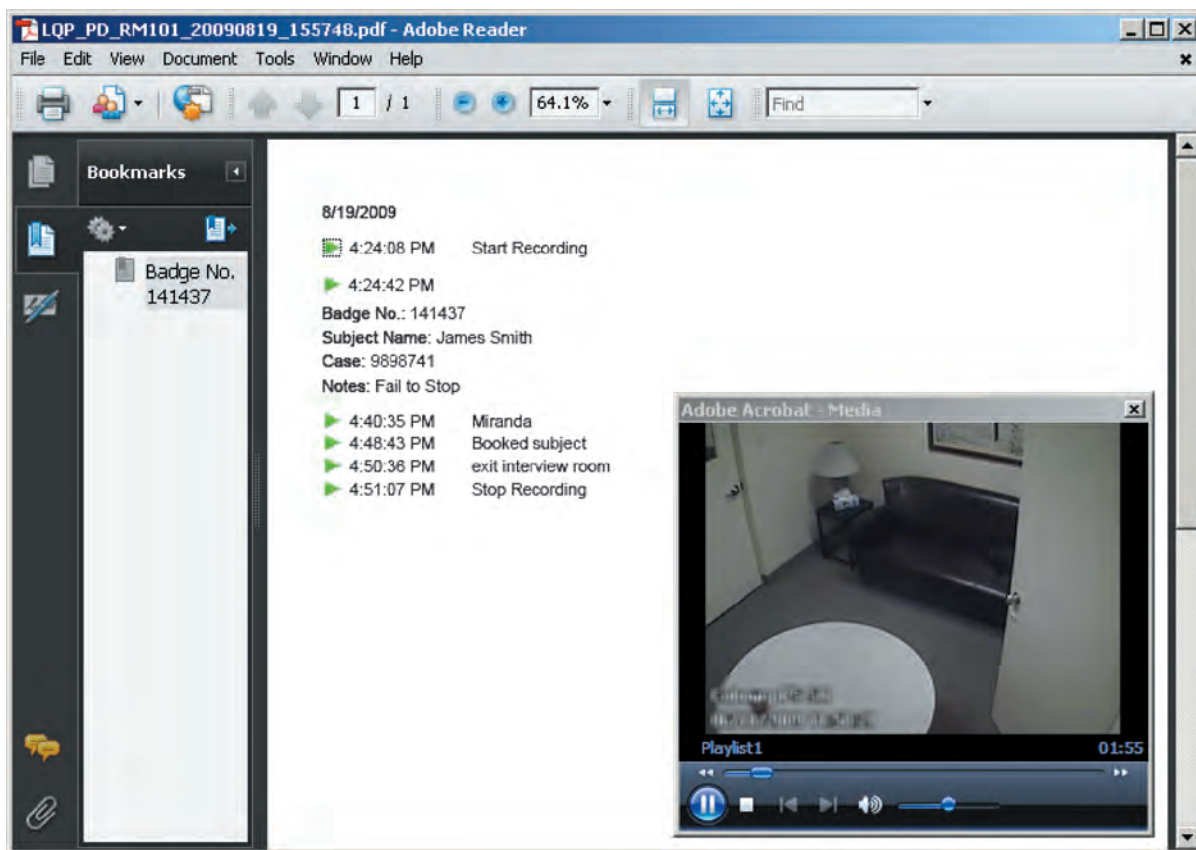 LQP_PD_RM101_20090819_155748.pdf - Adobe Reader
File Edit View Document Tools Window Help
1 / 1 64.1% Find
Bookmarks
Badge No.
141437
8/19/2009
4:24:08 PM Start Recording
4:24:42 PM
Badge No.: 141437
Subject Name: James Smith
Case: 9898741
Notes: Fail to Stop
4:40:35 PM Miranda
4:48:43 PM Booked subject
4:50:36 PM exit interview room
4:51:07 PM Stop Recording
Adobe Acrobat - Media
Playlist1 01:55